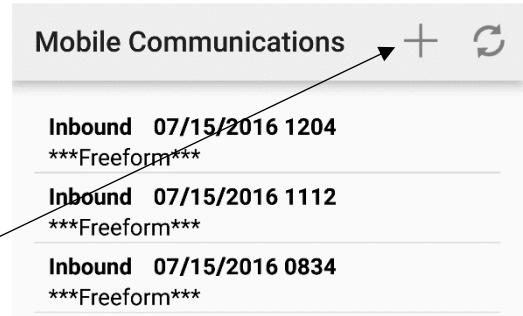 Mobile Communications
Inbound 07/15/2016 1204
***Freeform***
Inbound 07/15/2016 1112
***Freeform***
Inbound 07/15/2016 0834
***Freeform***